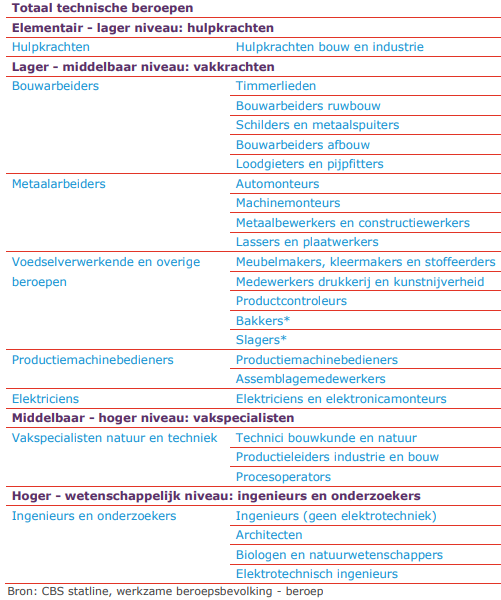 Totaal technische beroepen
Elementair – lager niveau: hulpkrachten
Hulpkrachten Hulpkrachten bouw en industrie
Lager – middelbaar niveau: vakkrachten
Bouwarbeiders Timmerlieden
Bouwarbeiders ruwbouw
Schilders en metaalspuiters
Bouwarbeiders afbouw
Loodgieters en pijpfitters
Metaalarbeiders Automonteurs
Machinemonteurs
Metaalbewerkers en constructiewerkers
Lassers en plaatwerkers
Voedselverwerkende en overige Meubelmakers, kleermakers en stoffeerders
beroepen Medewerkers drukkerij en kunstnijverheid
Productcontroleurs
Bakkers*
Slagers*
Productiemachinebedieners Productiemachinebedieners
Assemblagemedewerkers
Elektriciens Elektriciens en elektronicamonteurs
Middelbaar – hoger niveau: vakspecialisten
Vakspecialisten natuur en techniek Technici bouwkunde en natuur
Productieleiders industrie en bouw
Procesoperators
Hoger – wetenschappelijk niveau: ingenieurs en onderzoekers
Ingenieurs en onderzoekers Ingenieurs (geen elektrotechniek)
Architecten
Biologen en natuurwetenschappers
Elektrotechnisch ingenieurs
Bron: CBS statline, werkzame beroepsbevolking - beroep